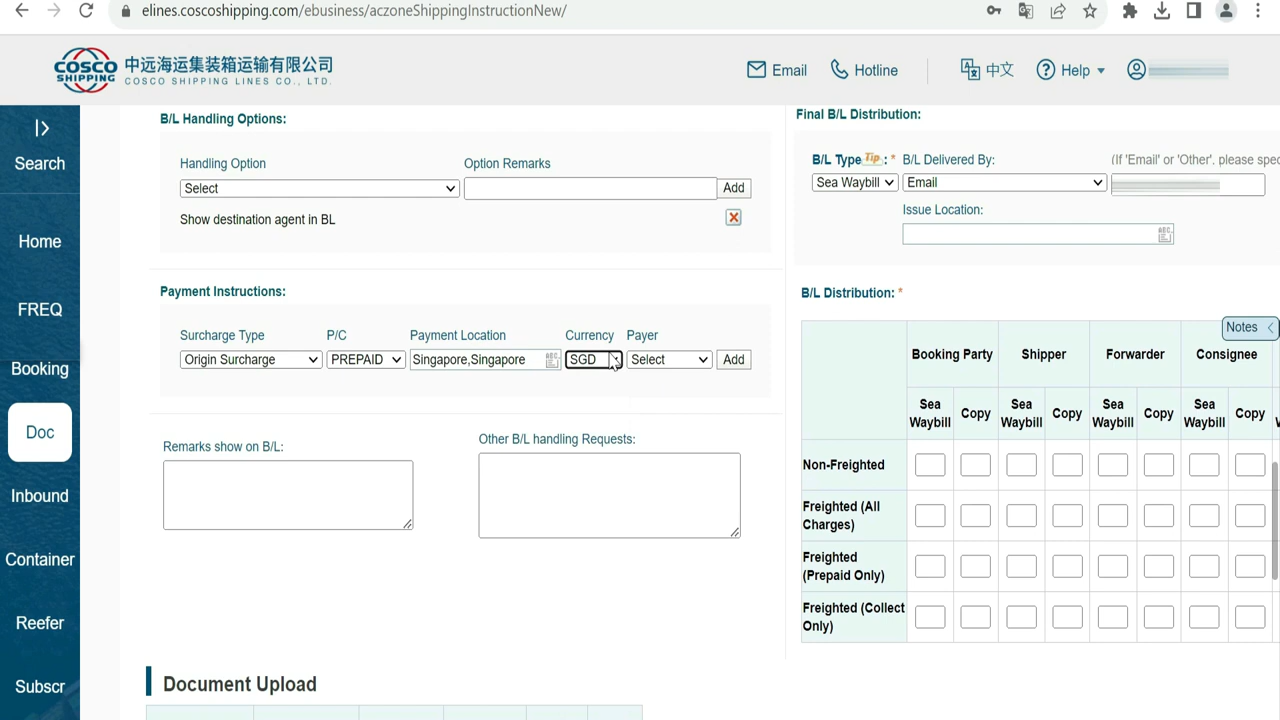 elines.coscoshipping.com/ebusiness/aczoneShippingInstructionNew/
COSCO SHIPPING
中远海运集装箱运输有限公司
COSCO SHIPPING LINES CO., LTD.
Email
Hotline
中文
Help
Search
Home
FREQ
Booking
Doc
Inbound
Container
Reefer
Subscr
B/L Handling Options:
Handling Option Option Remarks
Select Add
Show destination agent in BL
Payment Instructions:
Surcharge Type P/C Payment Location Currency Payer
Origin Surcharge PREPAID Singapore,Singapore SGD Select Add
Remarks show on B/L:
Other B/L handling Requests:
Final B/L Distribution:
B/L Type Tip : * B/L Delivered By: (If 'Email' or 'Other'. please spec
Sea Waybill Email
Issue Location:
B/L Distribution: *
Notes
Booking Party Shipper Forwarder Consignee
Sea Waybill Copy Sea Waybill Copy Sea Waybill Copy Sea Waybill Copy
Non-Freighted
Freighted (All
Charges)
Freighted
(Prepaid Only)
Freighted (Collect
Only)
Document Upload